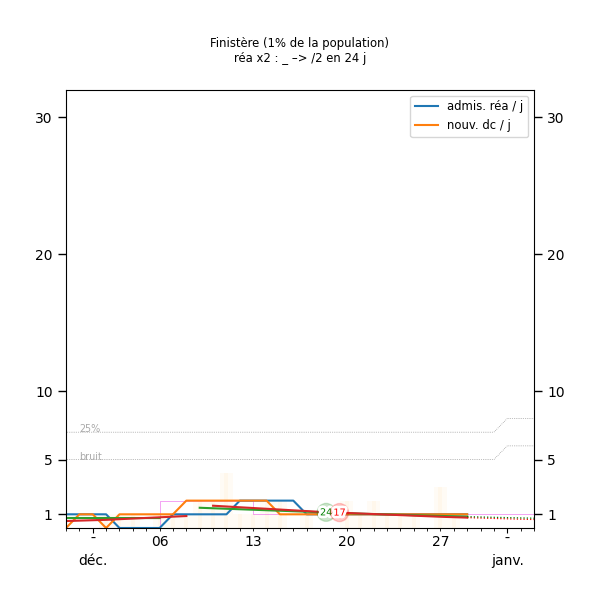 Finistère (1% de la population)
réa x2 : _ –> /2 en 24 j
admis. réa / j
nouv. dc / j
30 30
20 20
10 10
25%
5 5
bruit
1 1
24 17
- 06 13 20 27 -
déc. janv.